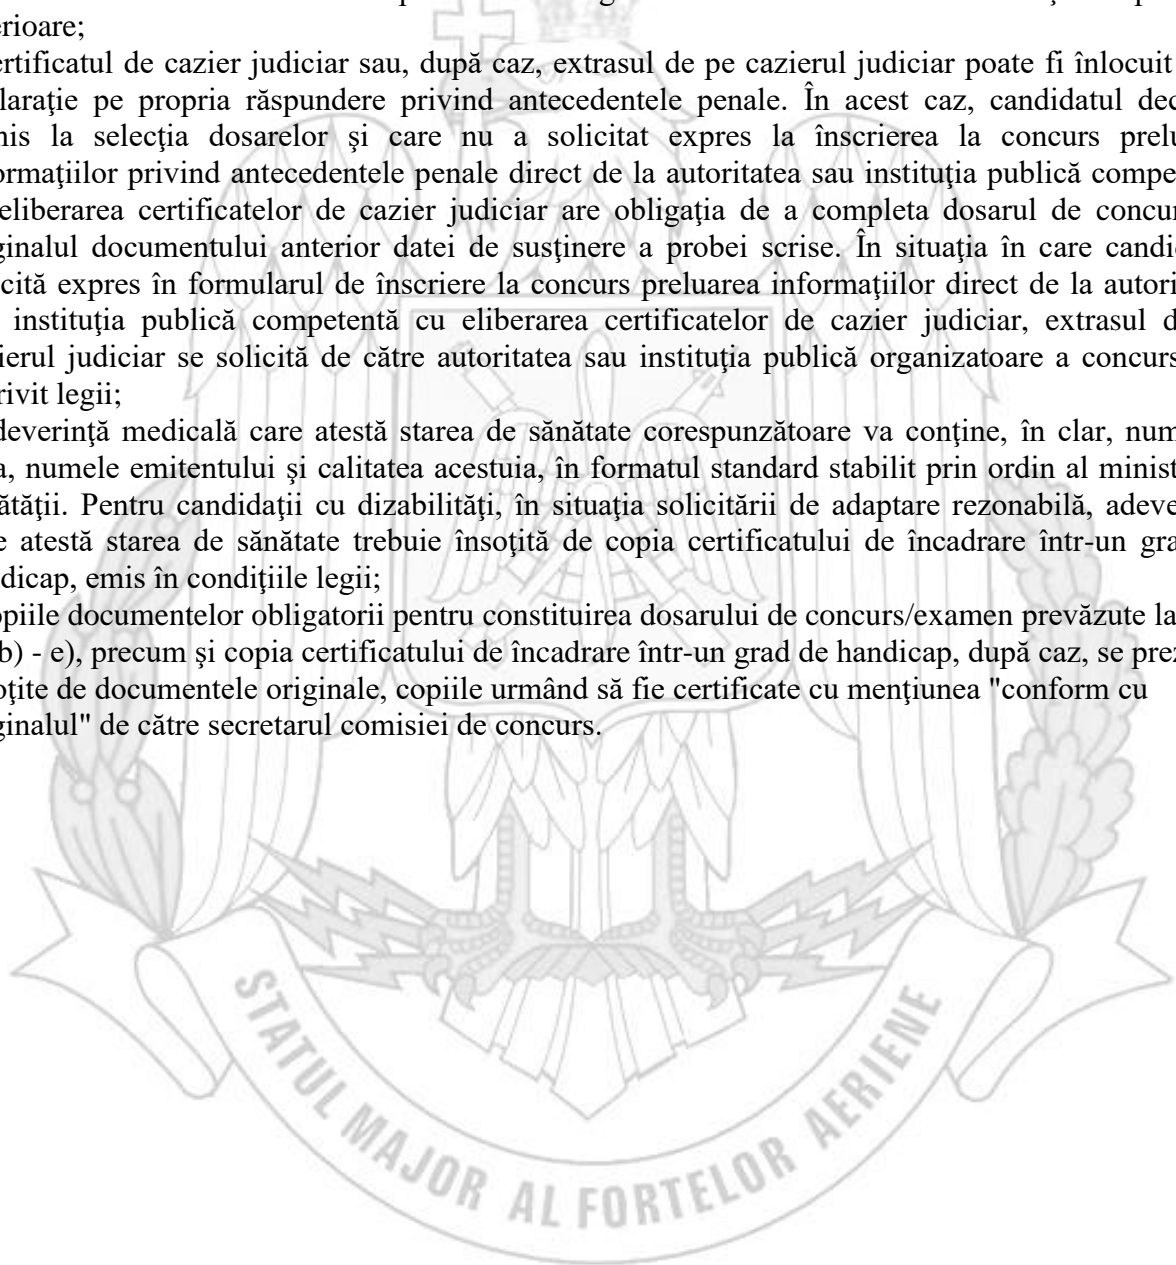 erioare;
ertificatul de cazier judiciar sau, după caz, extrasul de pe cazierul judiciar poate fi înlocuit
laraţie pe propria răspundere privind antecedentele penale. În acest caz, candidatul dec
nis la selecţia dosarelor şi care nu a solicitat expres la înscrierea la concurs prelu
ormaţiilor privind antecedentele penale direct de la autoritatea sau instituţia publică compe
eliberarea certificatelor de cazier judiciar are obligaţia de a completa dosarul de concur
ginalul documentului anterior datei de susţinere a probei scrise. În situaţia în care candid
cită expres în formularul de înscriere la concurs preluarea informaţiilor direct de la autori
instituţia publică competentă cu eliberarea certificatelor de cazier judiciar, extrasul d
ierul judiciar se solicită de către autoritatea sau instituţia publică organizatoare a concurs
rivit legii;
deverinţă medicală care atestă starea de sănătate corespunzătoare va conţine, în clar, num
a, numele emitentului şi calitatea acestuia, în formatul standard stabilit prin ordin al minist
ătăţii. Pentru candidaţii cu dizabilităţi, în situaţia solicitării de adaptare rezonabilă, adeve
e atestă starea de sănătate trebuie însoţită de copia certificatului de încadrare într-un gra
dicap, emis în condiţiile legii;
opiile documentelor obligatorii pentru constituirea dosarului de concurs/examen prevăzute la
b) - e), precum şi copia certificatului de încadrare într-un grad de handicap, după caz, se prez
oţite de documentele originale, copiile urmând să fie certificate cu menţiunea "conform cu
ginalul" de către secretarul comisiei de concurs.
STATUL MAJOR AL FORTELOR AERIENE